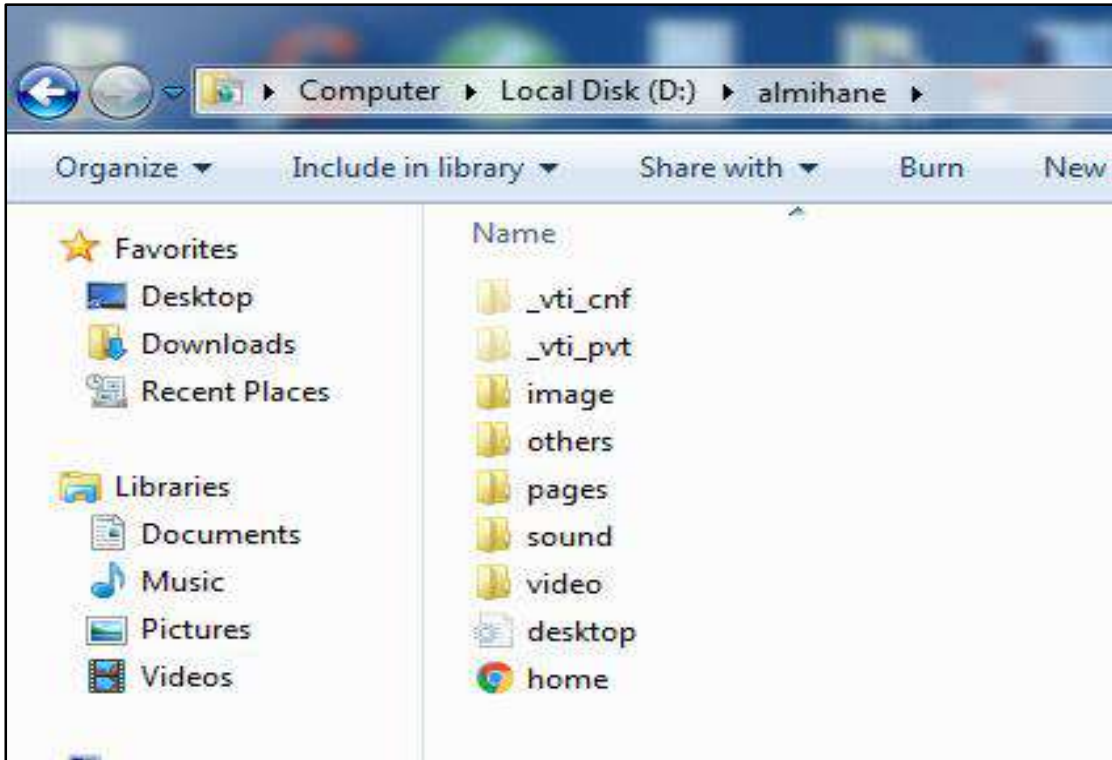 Computer Local Disk (D:) almihane
Organize Include in library Share with Burn New
Favorites
Desktop
Downloads
Recent Places
Libraries
Documents
Music
Pictures
Videos
Name
_vti_cnf
_vti_pvt
image
others
pages
sound
video
desktop
home